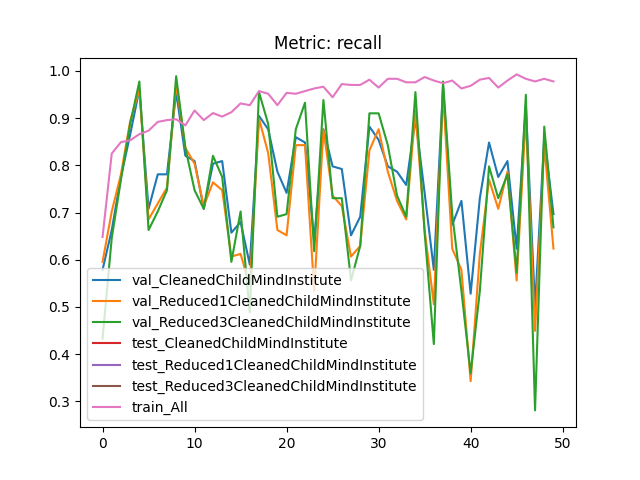 Metric: recall
1.0
0.9
0.8
0.7
0.6
0.5
0.4
0.3
val_CleanedChildMindInstitute
val_Reduced1CleanedChildMindInstitute
val_Reduced3CleanedChildMindInstitute
test_CleanedChildMindInstitute
test_Reduced1CleanedChildMindInstitute
test_Reduced3CleanedChildMindInstitute
train_All
0 10 20 30 40 50